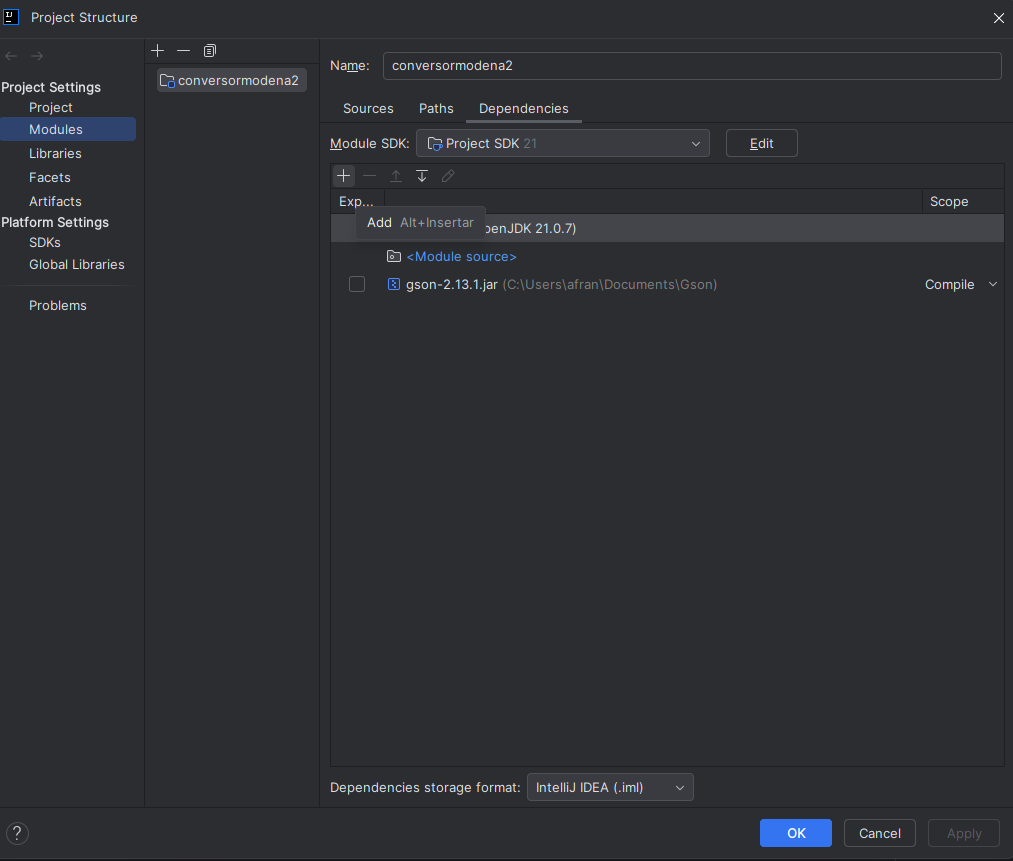 Project Structure
Project Settings
Project
Modules
Libraries
Facets
Artifacts
Platform Settings
SDKs
Global Libraries
Problems
conversormodena2
Name: conversormodena2
Sources Paths Dependencies
Module SDK: Project SDK 21 Edit
Exp... Scope
Add Alt+Insertar
penJDK 21.0.7)
<Module source>
gson-2.13.1.jar (C:\Users\afran\Documents\Gson) Compile
Dependencies storage format: IntelliJ IDEA (.iml)
? OK Cancel Apply